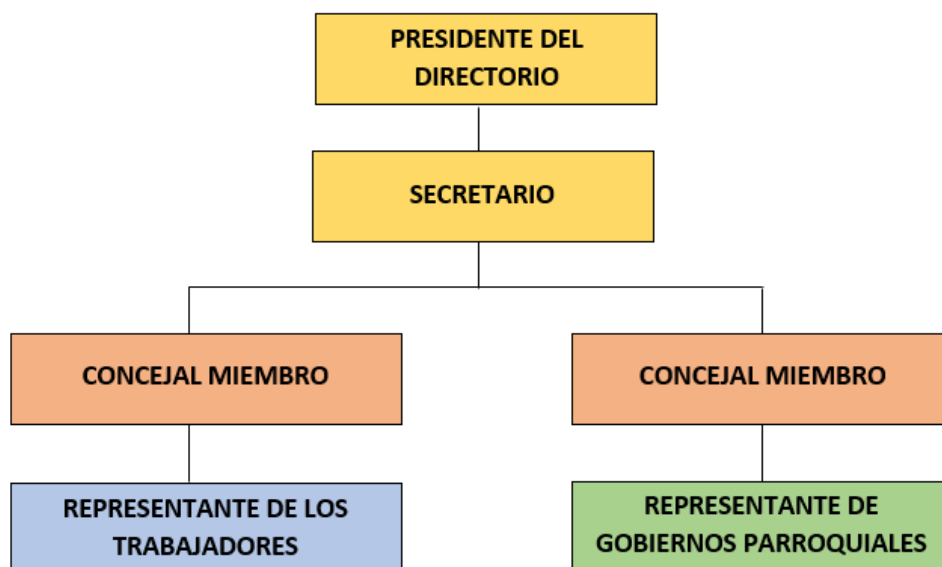 PRESIDENTE DEL
DIRECTORIO
SECRETARIO
CONCEJAL MIEMBRO
CONCEJAL MIEMBRO
REPRESENTANTE DE LOS
TRABAJADORES
REPRESENTANTE DE
GOBIERNOS PARROQUIALES